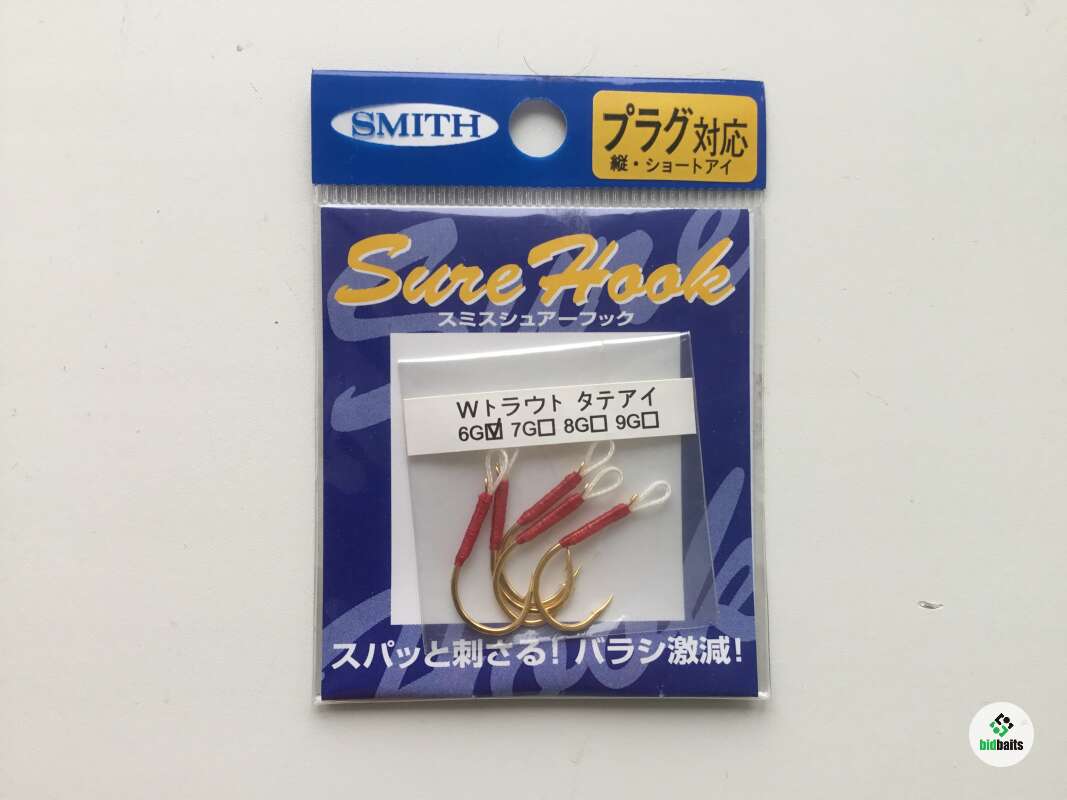 SMITH
プラグ対応
縦・ショートアイ
Sure Hook
スミスシュアーフック
Wトラウト タテアイ
6G☑ 7G☐ 8G☐ 9G☐
スパッと刺さる! バラシ激減!
bidbaits